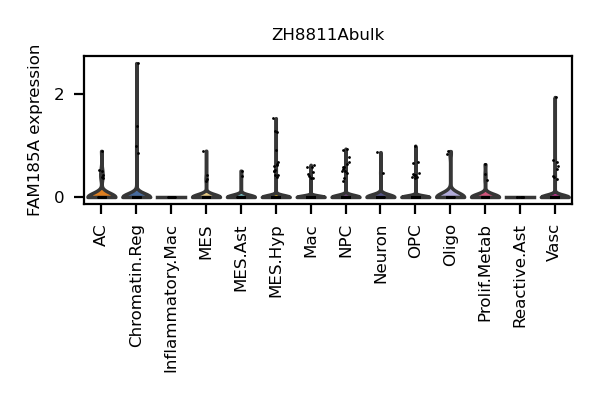 ZH8811Abulk
FAM185A expression
2
0
AC
Chromatin.Reg
Inflammatory.Mac
MES
MES.Ast
MES.Hyp
Mac
NPC
Neuron
OPC
Oligo
Prolif.Metab
Reactive.Ast
Vasc